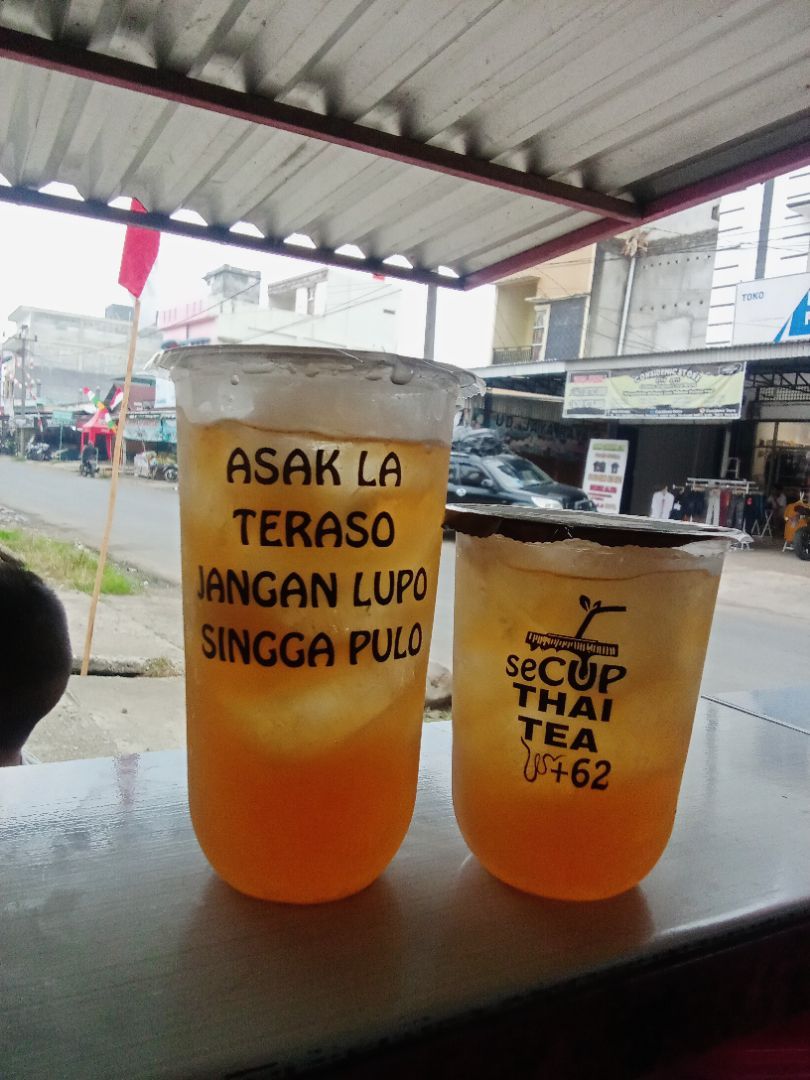 ASAK LA
TERASO
JANGAN LUPO
SINGGA PULO
seCUP
THAI
TEA
+62
TOKO